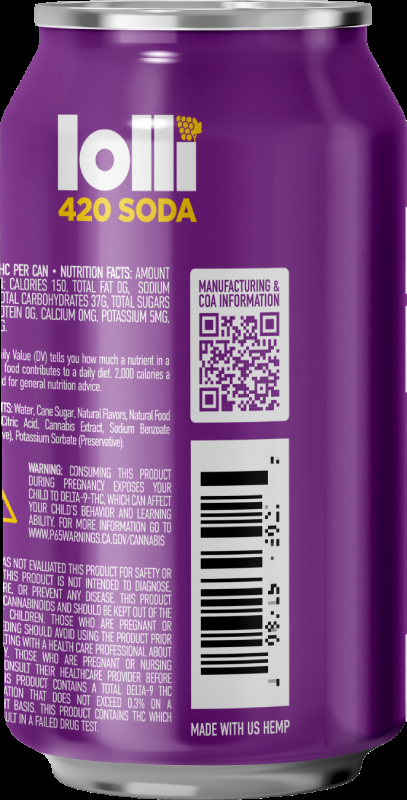 lolli
420 SODA
HC PER CAN • NUTRITION FACTS: AMOUNT
CALORIES 150, TOTAL FAT 0G, SODIUM
OTAL CARBOHYDRATES 37G, TOTAL SUGARS
OTEIN 0G, CALCIUM 0MG, POTASSIUM 5MG,
G.
ily Value (DV) tells you how much a nutrient in a
food contributes to a daily diet. 2,000 calories a
d for general nutrition advice.
TS: Water, Cane Sugar, Natural Flavors, Natural Food
Citric Acid, Cannabis Extract, Sodium Benzoate
ve), Potassium Sorbate (Preservative).
WARNING: CONSUMING THIS PRODUCT
DURING PREGNANCY EXPOSES YOUR
CHILD TO DELTA-9-THC, WHICH CAN AFFECT
YOUR CHILD'S BEHAVIOR AND LEARNING
ABILITY. FOR MORE INFORMATION GO TO
WWW.P65WARNINGS.CA.GOV/CANNABIS
AS NOT EVALUATED THIS PRODUCT FOR SAFETY OR
THIS PRODUCT IS NOT INTENDED TO DIAGNOSE,
RE, OR PREVENT ANY DISEASE. THIS PRODUCT
CANNABINOIDS AND SHOULD BE KEPT OUT OF THE
CHILDREN. THOSE WHO ARE PREGNANT OR
DING SHOULD AVOID USING THE PRODUCT PRIOR
LTING WITH A HEALTH CARE PROFESSIONAL ABOUT
Y. THOSE WHO ARE PREGNANT OR NURSING
ONSULT THEIR HEALTHCARE PROVIDER BEFORE
IS PRODUCT CONTAINS A TOTAL DELTA-9 THC
ATION THAT DOES NOT EXCEED 0.3% ON A
T BASIS. THIS PRODUCT CONTAINS THC WHICH
ULT IN A FAILED DRUG TEST.
MANUFACTURING &
COA INFORMATION
MADE WITH US HEMP